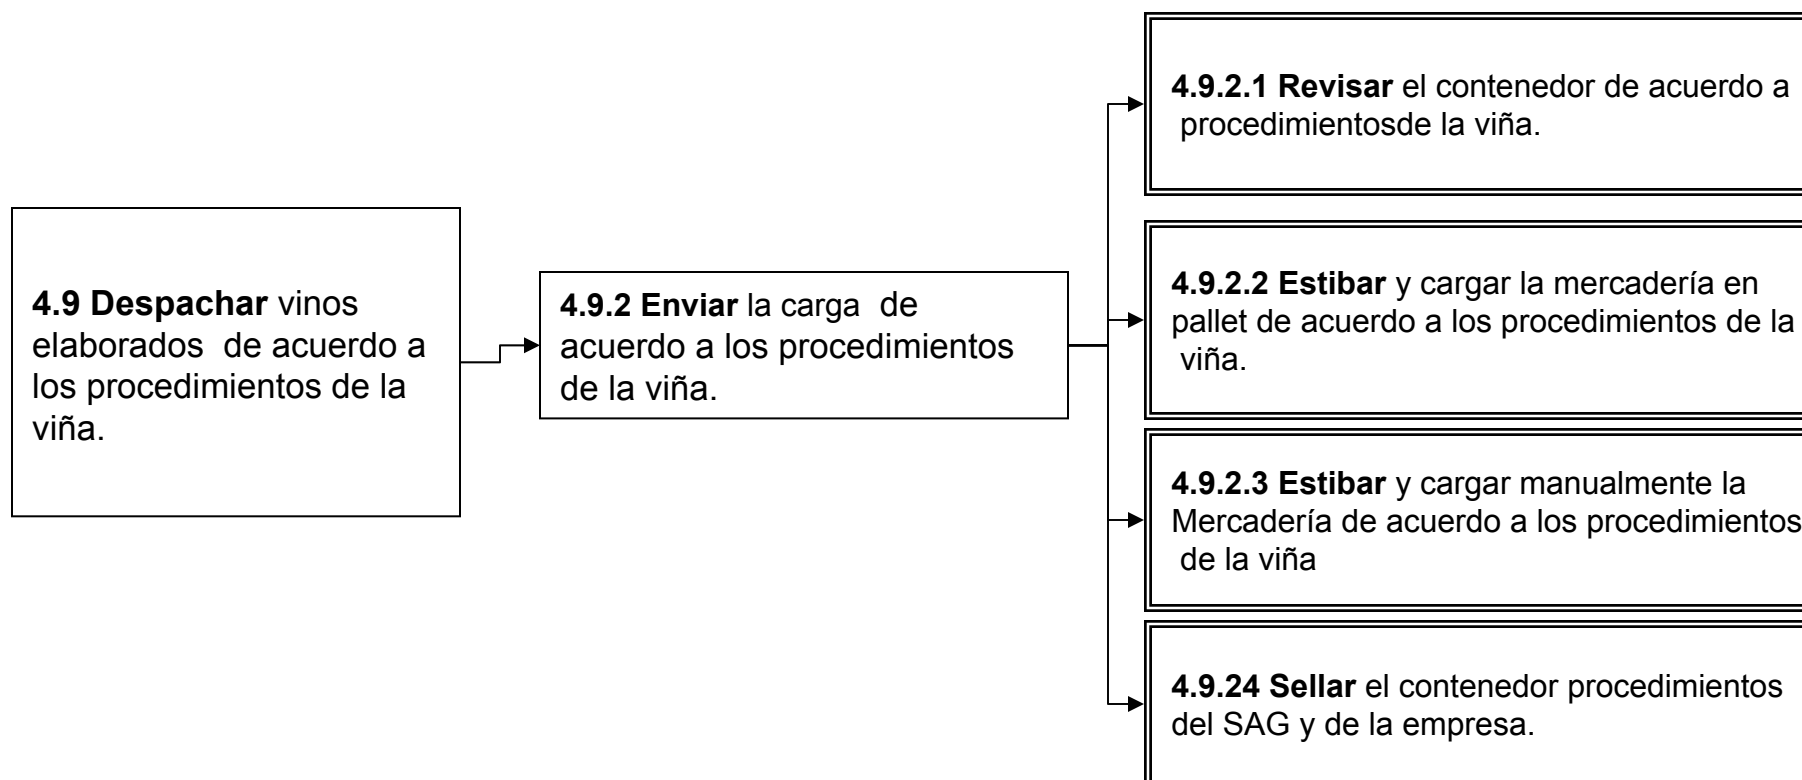 4.9 Despachar vinos
elaborados  de acuerdo a
los procedimientos de la
viña.
4.9.2 Enviar la carga  de
acuerdo a los procedimientos
de la viña.
4.9.2.1 Revisar el contenedor de acuerdo a
procedimientosde la viña.
4.9.2.2 Estibar y cargar la mercadería en
pallet de acuerdo a los procedimientos de la
viña.
4.9.2.3 Estibar y cargar manualmente la
Mercadería de acuerdo a los procedimientos
de la viña
4.9.24 Sellar el contenedor procedimientos
del SAG y de la empresa.